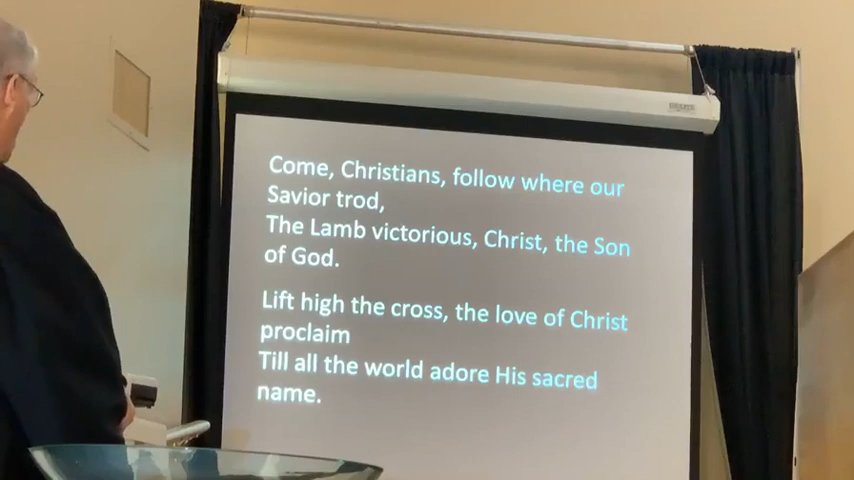 Come, Christians, follow where our
Savior trod,
The Lamb victorious, Christ, the Son
of God.
Lift high the cross, the love of Christ
proclaim
Till all the world adore His sacred
name.